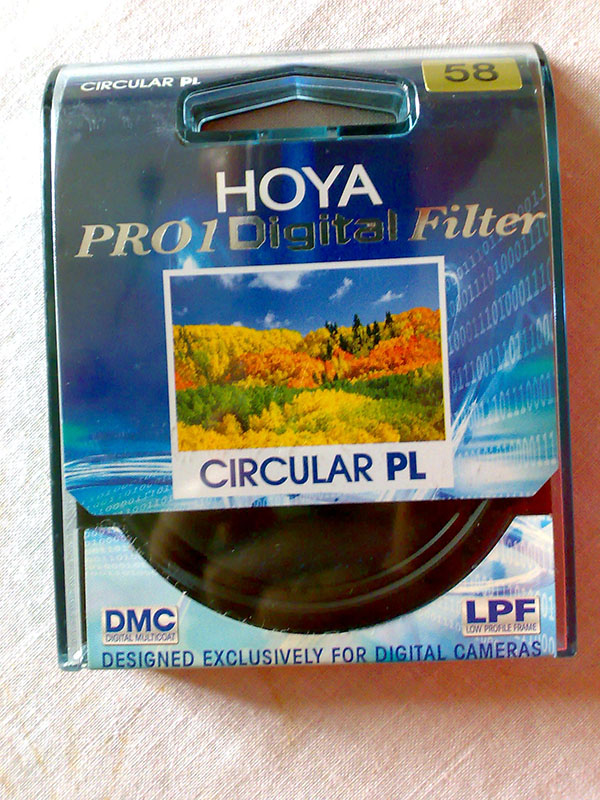 CIRCULAR PL
58
HOYA
PRO1 Digital Filter
CIRCULAR PL
DMC
DIGITAL MULTICOAT
LPF
LOW PROFILE FRAME
DESIGNED EXCLUSIVELY FOR DIGITAL CAMERAS